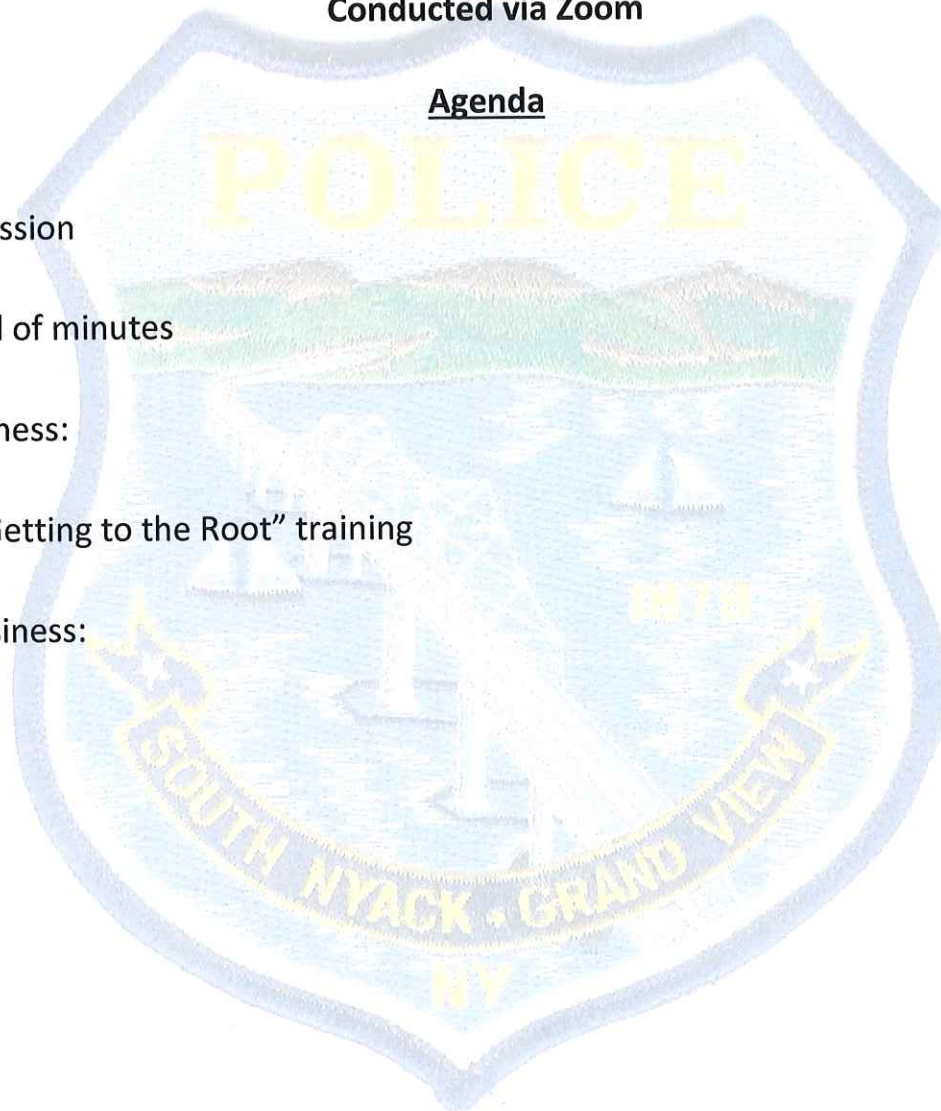 Conducted via Zoom
Agenda
POLICE
ssion
l of minutes
ness:
etting to the Root” training
1878
siness:
SOUTH NYACK - GRAND VIEW
NY